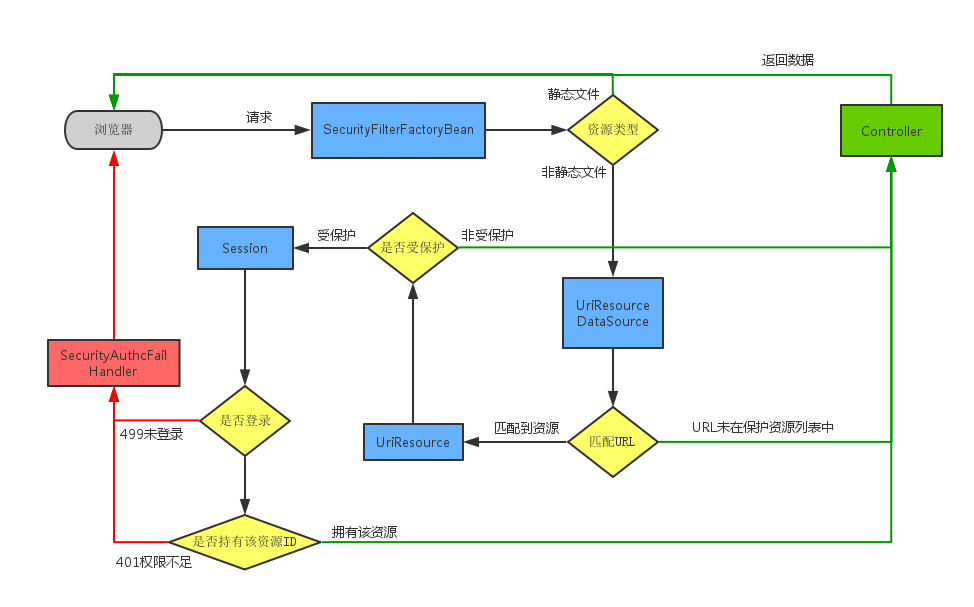 返回数据
静态文件
请求
浏览器
SecurityFilterFactoryBean
资源类型
Controller
非静态文件
受保护
非受保护
Session
是否受保护
UriResource
DataSource
SecurityAuthcFail
Handler
499未登录
是否登录
UriResource
匹配到资源
匹配URL
URL未在保护资源列表中
拥有该资源
是否持有该资源ID
401权限不足